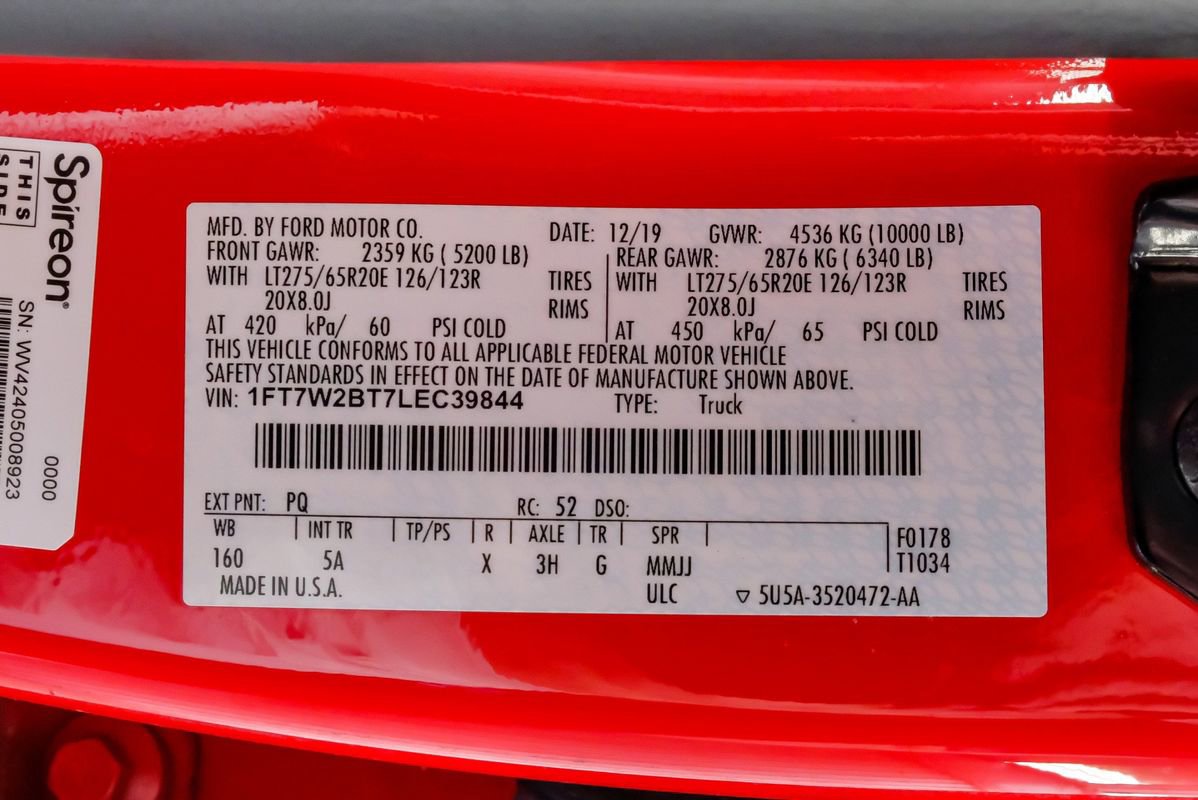 Spireon®
THIS
SIDE
SN: WV42405008923
0000
MFD. BY FORD MOTOR CO. DATE: 12/19 GVWR: 4536 KG (10000 LB)
FRONT GAWR: 2359 KG ( 5200 LB) REAR GAWR: 2876 KG ( 6340 LB)
WITH LT275/65R20E 126/123R TIRES WITH LT275/65R20E 126/123R TIRES
20X8.0J RIMS 20X8.0J RIMS
AT 420 kPa/ 60 PSI COLD AT 450 kPa/ 65 PSI COLD
THIS VEHICLE CONFORMS TO ALL APPLICABLE FEDERAL MOTOR VEHICLE
SAFETY STANDARDS IN EFFECT ON THE DATE OF MANUFACTURE SHOWN ABOVE.
VIN: 1FT7W2BT7LEC39844 TYPE: Truck
EXT PNT: PQ RC: 52 DSO:
WB INT TR TP/PS R AXLE TR SPR F0178
160 5A X 3H G MMJJ T1034
MADE IN U.S.A. ULC ▽ 5U5A-3520472-AA